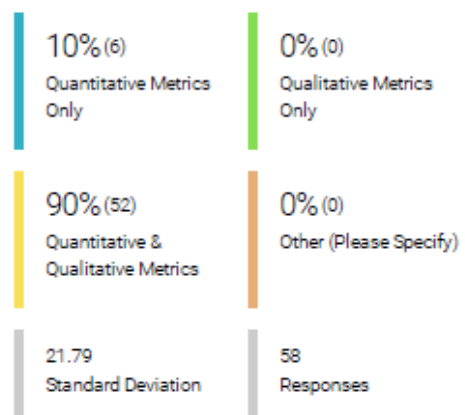 10% (6)
Quantitative Metrics
Only
0% (0)
Qualitative Metrics
Only
90% (52)
Quantitative &
Qualitative Metrics
0% (0)
Other (Please Specify)
21.79
Standard Deviation
58
Responses